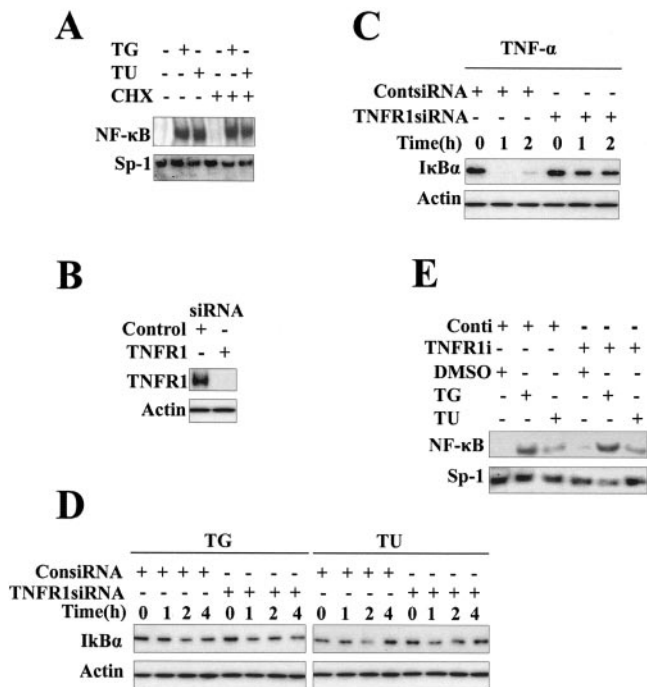 A
TG - + - - + -
TU - - + - - +
CHX - - - + + +
NF-κB
Sp-1
B
siRNA
Control + -
TNFR1 - +
TNFR1
Actin
C
TNF-α
ContsiRNA + + + - - -
TNFR1siRNA - - - + + +
Time(h) 0 1 2 0 1 2
IκBα
Actin
E
Conti + + + - - -
TNFR1i - - - + + +
DMSO + - - + - -
TG - + - - + -
TU - - + - - +
NF-κB
Sp-1
D
TG TU
ConsiRNA + + + + - - - - + + + + - - - -
TNFR1siRNA - - - - + + + + - - - - + + + +
Time(h) 0 1 2 4 0 1 2 4 0 1 2 4 0 1 2 4
IkBα
Actin